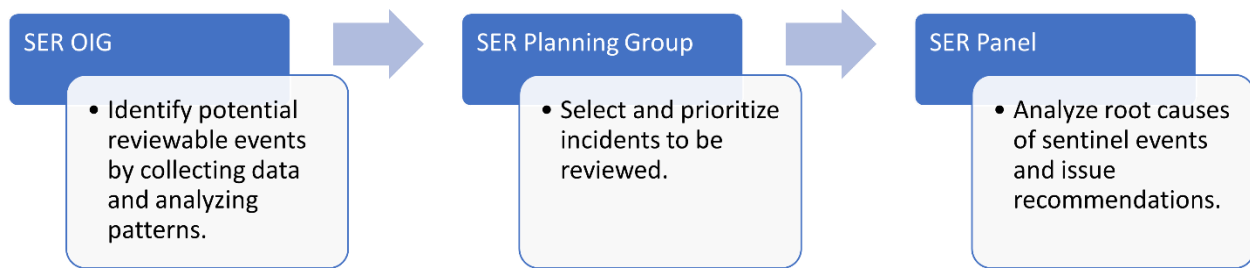 SER OIG
• Identify potential
reviewable events
by collecting data
and analyzing
patterns.
SER Planning Group
• Select and prioritize
incidents to be
reviewed.
SER Panel
• Analyze root causes
of sentinel events
and issue
recommendations.